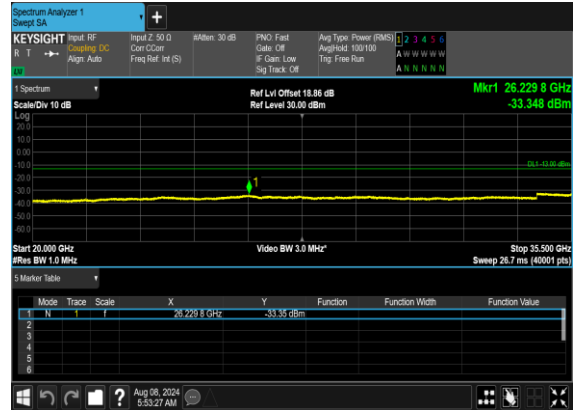 Spectrum Analyzer 1
Swept SA
+
KEYSIGHT Input: RF Input Z: 50 Ω #Atten: 30 dB PNO: Fast Avg Type: Power (RMS) 1 2 3 4 5 6
R T Coupling: DC Corr CCorr Gate: Off Avg|Hold: 100/100 A W W W W W
Align: Auto Freq Ref: Int (S) IF Gain: Low Trig: Free Run
LW Sig Track: Off A N N N N N
1 Spectrum Ref Lvl Offset 18.86 dB Mkr1 26.229 8 GHz
Scale/Div 10 dB Ref Level 30.00 dBm -33.348 dBm
Log
20.0
10.0
0.00
-10.0 DL1 -13.00 dBm
-20.0
-30.0 1
-40.0
-50.0
-60.0
Start 20.000 GHz Video BW 3.0 MHz* Stop 35.500 GHz
#Res BW 1.0 MHz Sweep 26.7 ms (40001 pts)
5 Marker Table
Mode Trace Scale X Y Function Function Width Function Value
1 N 1 f 26.229 8 GHz -33.35 dBm
2
3
4
5
6
? Aug 08, 2024
5:53:27 AM